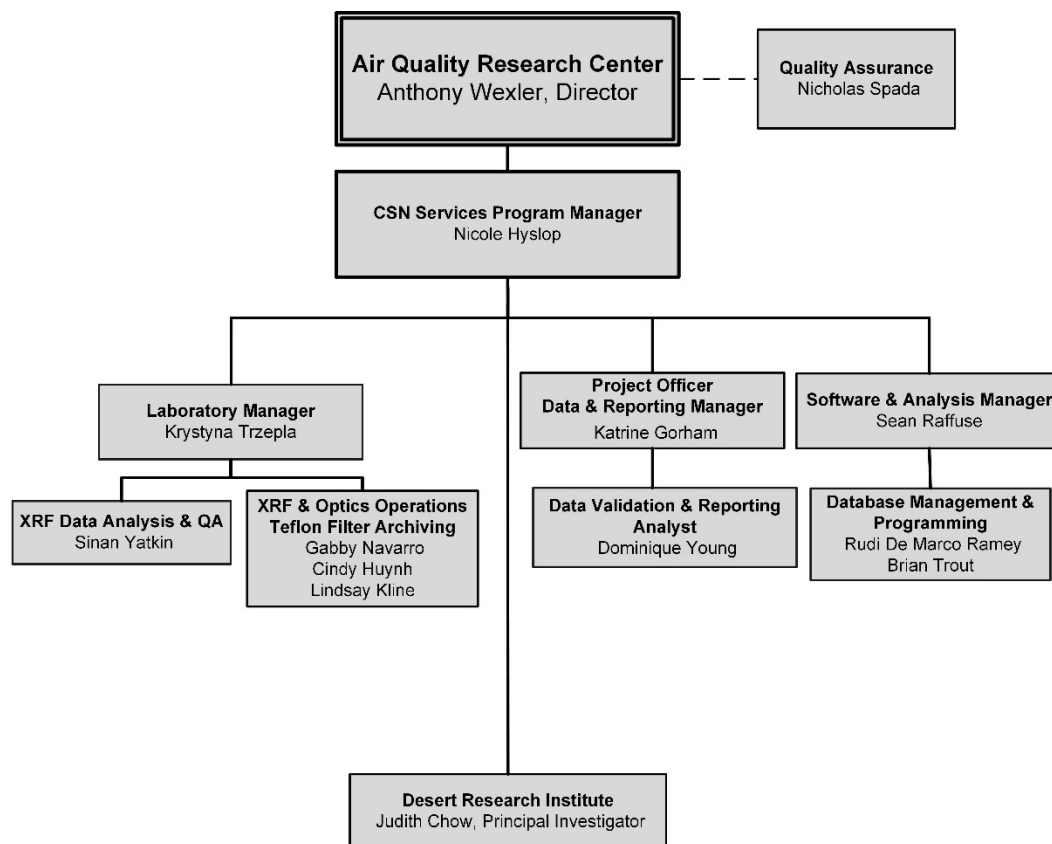 Air Quality Research Center
Anthony Wexler, Director
Quality Assurance
Nicholas Spada
CSN Services Program Manager
Nicole Hyslop
Laboratory Manager
Krystyna Trzepla
Project Officer
Data & Reporting Manager
Katrine Gorham
Software & Analysis Manager
Sean Raffuse
XRF Data Analysis & QA
Sinan Yatkin
XRF & Optics Operations
Teflon Filter Archiving
Gabby Navarro
Cindy Huynh
Lindsay Kline
Data Validation & Reporting
Analyst
Dominique Young
Database Management &
Programming
Rudi De Marco Ramey
Brian Trout
Desert Research Institute
Judith Chow, Principal Investigator